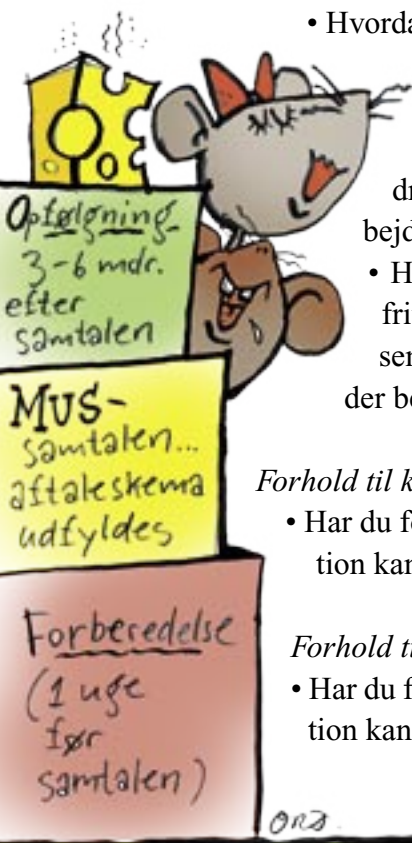 • Hvorda
dr
bejd
• H
fri
ser
der be
Opfølgning
3-6 mdr.
efter
samtalen
MUS-
samtalen...
aftaleskema
udfyldes
Forhold til k
• Har du fo
tion kan
Forberedelse
(1 uge
før
samtalen)
Forhold ti
• Har du f
tion kan